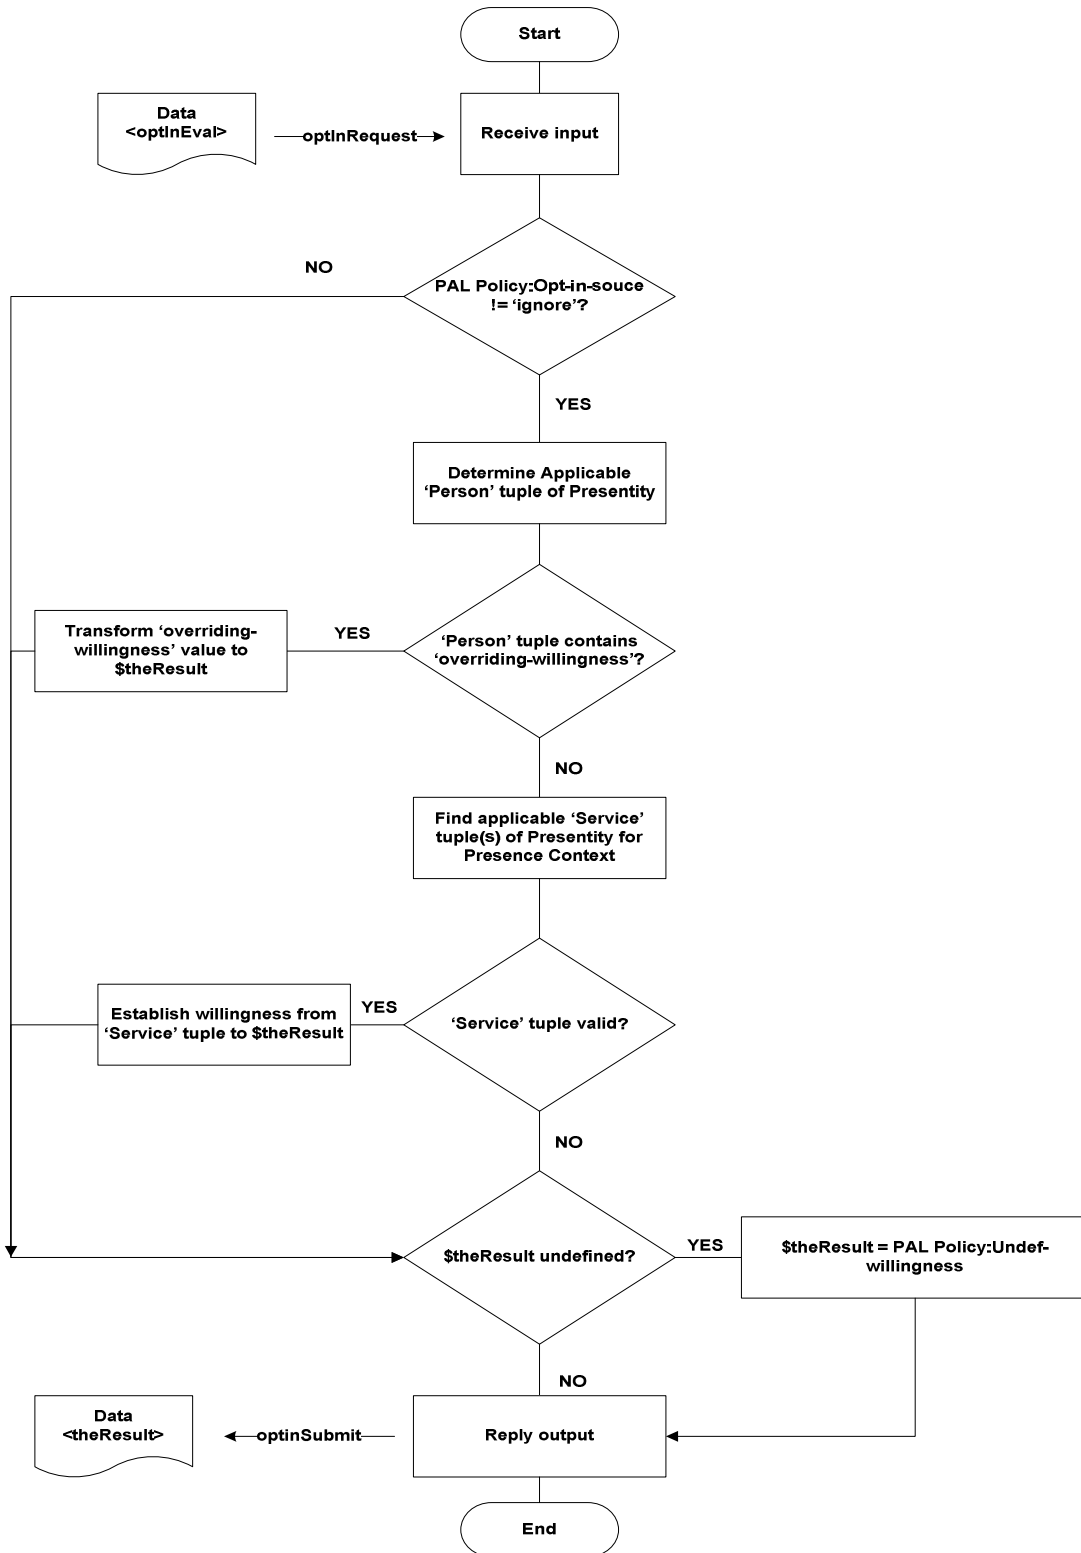 Start
Data
<optInEval>
optInRequest
Receive input
NO
PAL Policy:Opt-in-souce
!= ‘ignore’?
YES
Determine Applicable
‘Person’ tuple of Presentity
Transform ‘overriding-
willingness’ value to
$theResult
YES
‘Person’ tuple contains
‘overriding-willingness’?
NO
Find applicable ‘Service’
tuple(s) of Presentity for
Presence Context
Establish willingness from
‘Service’ tuple to $theResult
YES
‘Service’ tuple valid?
NO
$theResult undefined?
YES
$theResult = PAL Policy:Undef-
willingness
NO
Data
<theResult>
optinSubmit
Reply output
End